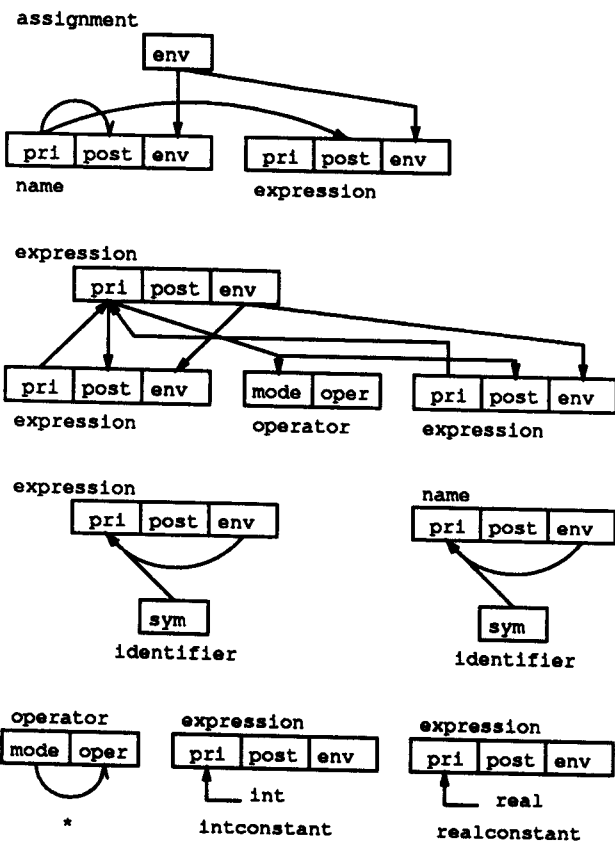 assignment
env
pri post env
pri post env
name
expression
expression
pri post env
pri post env
mode oper
pri post env
expression
operator
expression
expression
name
pri post env
pri post env
sym
sym
identifier
identifier
operator
expression
expression
mode oper
pri post env
pri post env
int
real
*
intconstant
realconstant